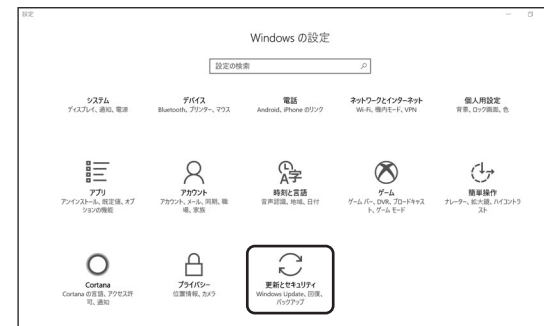 設定
Windows の設定
設定の検索
システム
ディスプレイ、通知、電源
デバイス
Bluetooth、プリンター、マウス
電話
Android、iPhone のリンク
ネットワークとインターネット
Wi-Fi、機内モード、VPN
個人用設定
背景、ロック画面、色
アプリ
アンインストール、既定値、オプ
ションの機能
アカウント
アカウント、メール、同期、職
場、家族
A字
時刻と言語
音声認識、地域、日付
ゲーム
ゲーム バー、DVR、ブロードキャス
ト、ゲーム モード
簡単操作
ナレーター、拡大鏡、ハイコントラ
スト
Cortana
Cortana の言語、アクセス許
可、通知
プライバシー
位置情報、カメラ
更新とセキュリティ
Windows Update、回復、
バックアップ